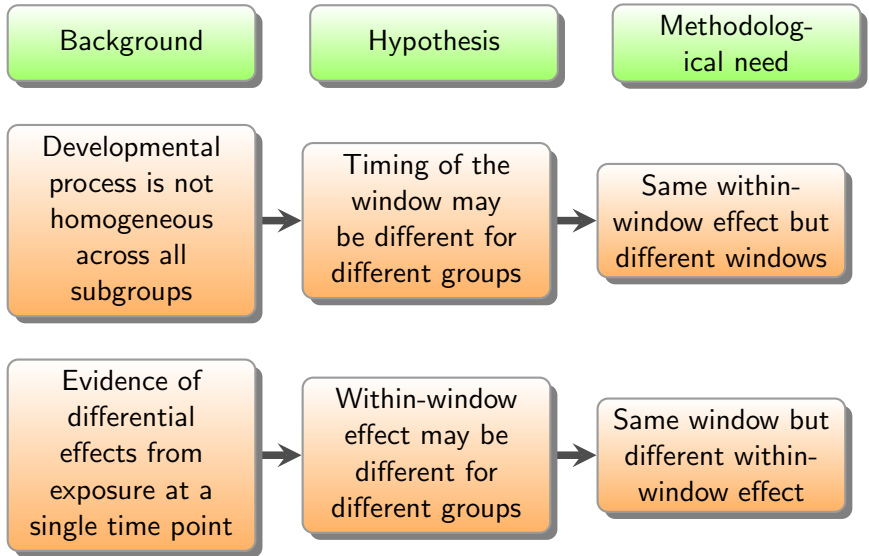 Background
Hypothesis
Methodolog-
ical need
Developmental
process is not
homogeneous
across all
subgroups
Timing of the
window may
be different for
different groups
Same within-
window effect but
different windows
Evidence of
differential
effects from
exposure at a
single time point
Within-window
effect may be
different for
different groups
Same window but
different within-
window effect